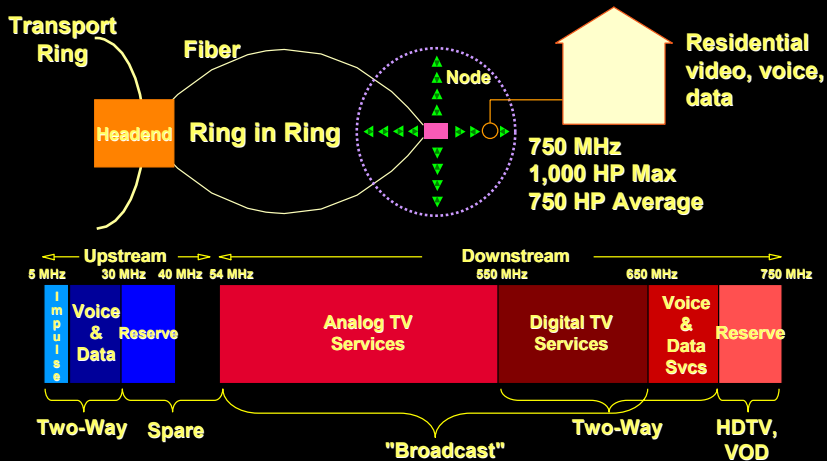 Transport
Ring
Fiber
Headend
Ring in Ring
Node
Residential
video, voice,
data
750 MHz
1,000 HP Max
750 HP Average
Upstream
Downstream
5 MHz
30 MHz
40 MHz
54 MHz
550 MHz
650 MHz
750 MHz
Impulse
Voice
&
Data
Reserve
Analog TV
Services
Digital TV
Services
Voice
&
Data
Svcs
Reserve
Two-Way
Spare
"Broadcast"
Two-Way
HDTV,
VOD